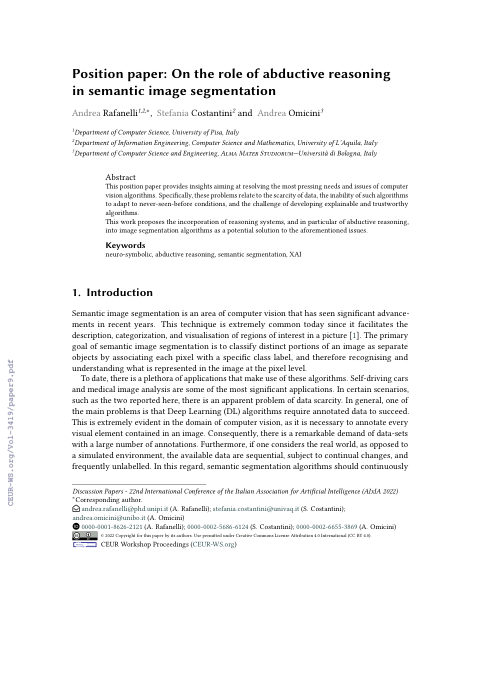 Position paper: On the role of abductive reasoning
in semantic image segmentation
Andrea Rafanelli1,2,*, Stefania Costantini2 and Andrea Omicini3
1Department of Computer Science, University of Pisa, Italy
2Department of Information Engineering, Computer Science and Mathematics, University of L'Aquila, Italy
3Department of Computer Science and Engineering, Alma Mater Studiorum—Università di Bologna, Italy
Abstract
This position paper provides insights aiming at resolving the most pressing needs and issues of computer
vision algorithms. Specifically, these problems relate to the scarcity of data, the inability of such algorithms
to adapt to never-seen-before conditions, and the challenge of developing explainable and trustworthy
algorithms.
This work proposes the incorporation of reasoning systems, and in particular of abductive reasoning,
into image segmentation algorithms as a potential solution to the aforementioned issues.
Keywords
neuro-symbolic, abductive reasoning, semantic segmentation, XAI
1. Introduction
Semantic image segmentation is an area of computer vision that has seen significant advance-
ments in recent years. This technique is extremely common today since it facilitates the
description, categorization, and visualisation of regions of interest in a picture [1]. The primary
goal of semantic image segmentation is to classify distinct portions of an image as separate
objects by associating each pixel with a specific class label, and therefore recognising and
understanding what is represented in the image at the pixel level.
To date, there is a plethora of applications that make use of these algorithms. Self-driving cars
and medical image analysis are some of the most significant applications. In certain scenarios,
such as the two reported here, there is an apparent problem of data scarcity. In general, one of
the main problems is that Deep Learning (DL) algorithms require annotated data to succeed.
This is extremely evident in the domain of computer vision, as it is necessary to annotate every
visual element contained in an image. Consequently, there is a remarkable demand of data-sets
with a large number of annotations. Furthermore, if one considers the real world, as opposed to
a simulated environment, the available data are sequential, subject to continual changes, and
frequently unlabelled. In this regard, semantic segmentation algorithms should continuously
Discussion Papers - 22nd International Conference of the Italian Association for Artificial Intelligence (AIxIA 2022)
*Corresponding author.
andrea.rafanelli@phd.unipi.it (A. Rafanelli); stefania.costantini@univaq.it (S. Costantini);
andrea.omicini@unibo.it (A. Omicini)
0000-0001-8626-2121 (A. Rafanelli); 0000-0002-5686-6124 (S. Costantini); 0000-0002-6655-3869 (A. Omicini)
© 2022 Copyright for this paper by its authors. Use permitted under Creative Commons License Attribution 4.0 International (CC BY 4.0)
CEUR Workshop Proceedings (CEUR-WS.org)
CEUR-WS.org/Vol-3419/paper9.pdf